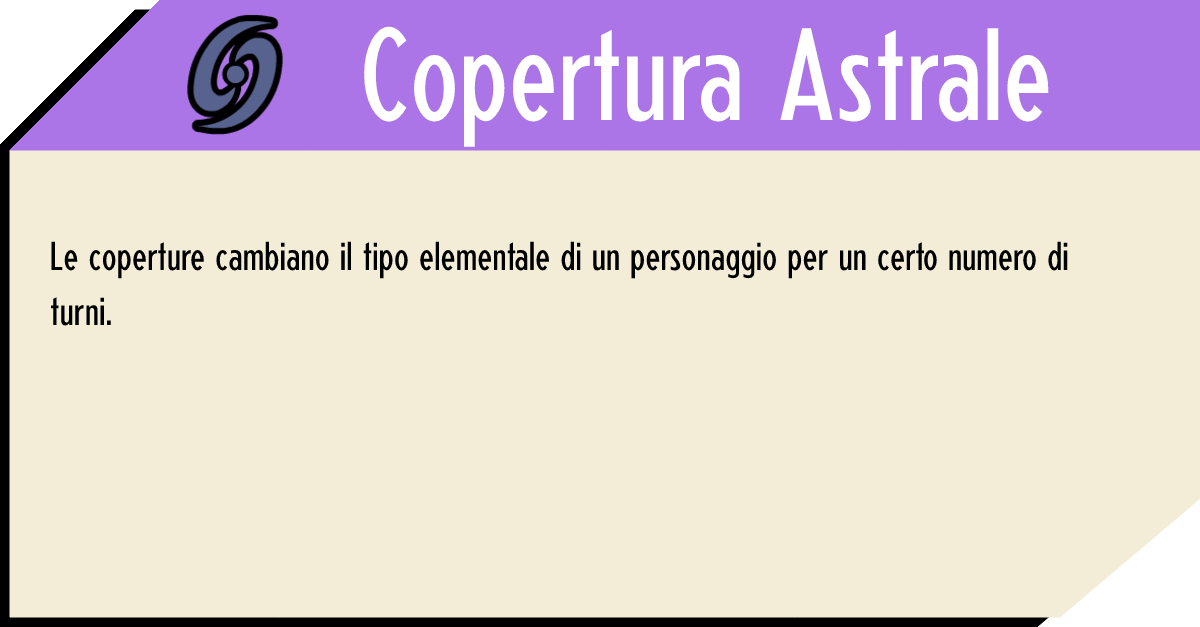 Copertura Astrale
Le coperture cambiano il tipo elementale di un personaggio per un certo numero di
turni.